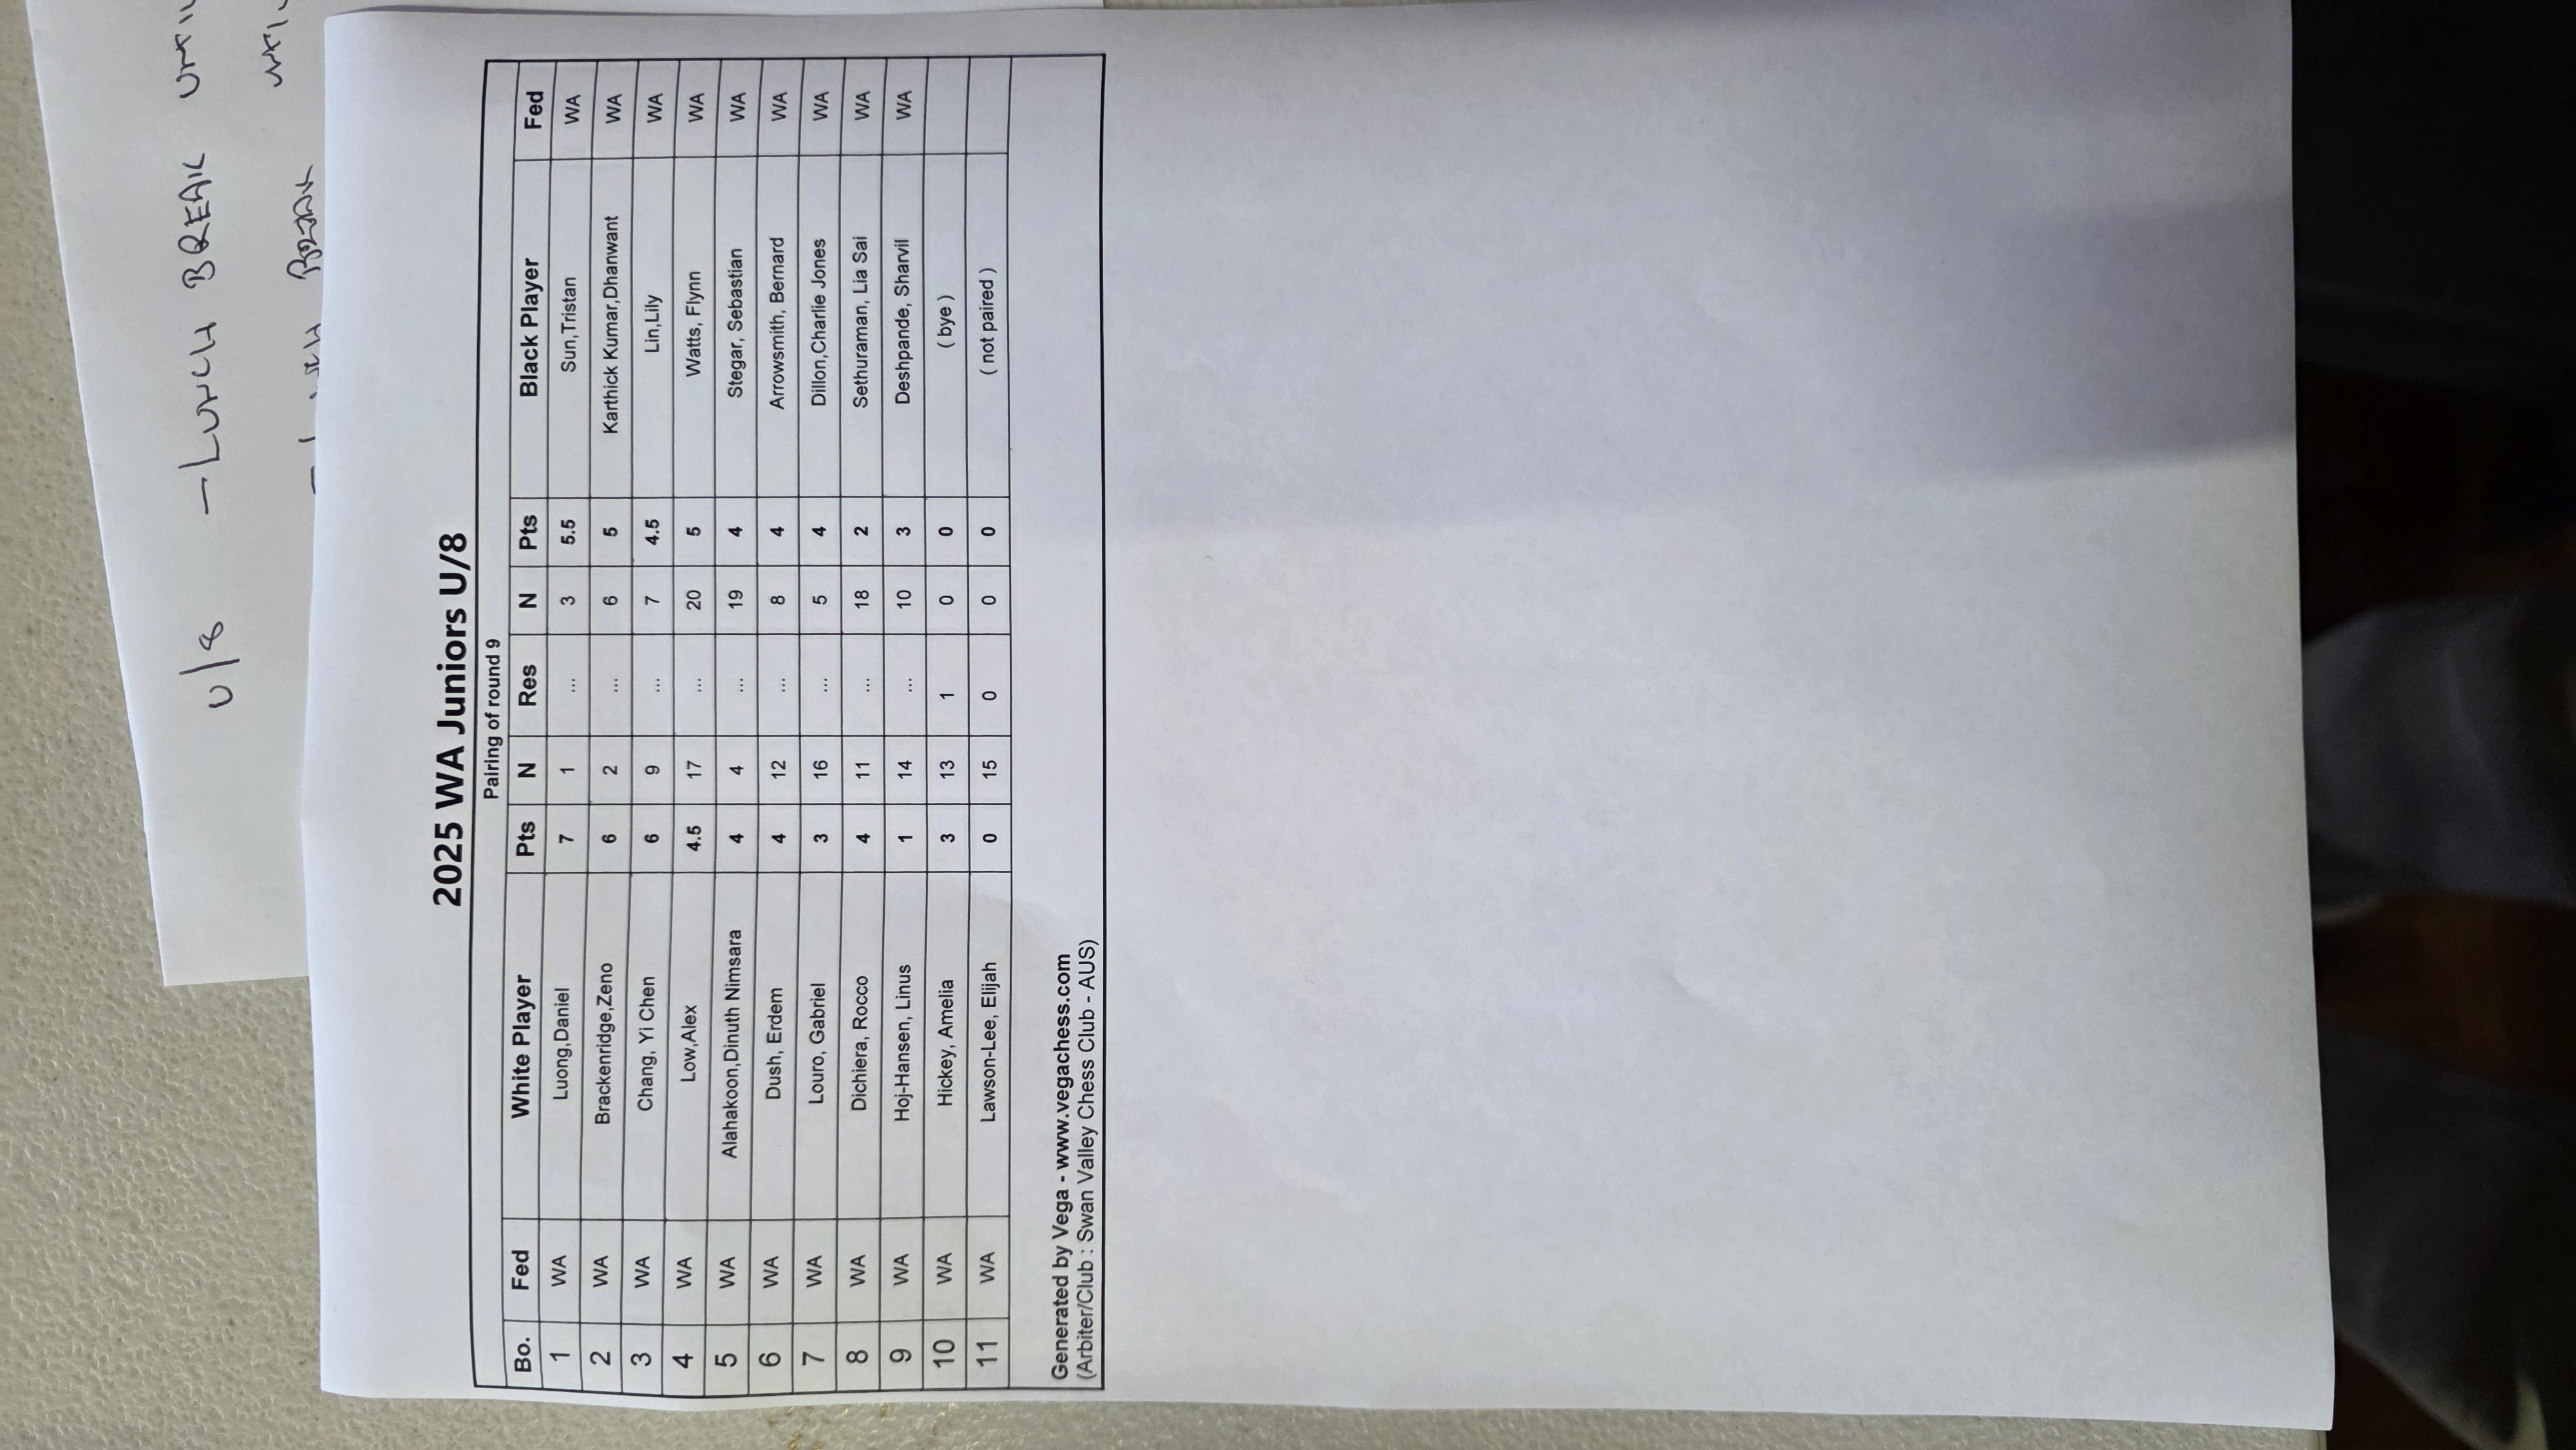 u/8 - LUNCH BREAK
BREAK
2025 WA Juniors U/8
Pairing of round 9
Bo. Fed White Player Pts N Res N Pts Black Player Fed
1 WA Luong,Daniel 7 1 ... 3 5.5 Sun,Tristan WA
2 WA Brackenridge,Zeno 6 2 ... 6 5 Karthick Kumar,Dhanwant WA
3 WA Chang, Yi Chen 6 9 ... 7 4.5 Lin,Lily WA
4 WA Low,Alex 4.5 17 ... 20 5 Watts, Flynn WA
5 WA Alahakoon,Dinuth Nimsara 4 4 ... 19 4 Stegar, Sebastian WA
6 WA Dush, Erdem 4 12 ... 8 4 Arrowsmith, Bernard WA
7 WA Louro, Gabriel 3 16 ... 5 4 Dillon,Charlie Jones WA
8 WA Dichiera, Rocco 4 11 ... 18 2 Sethuraman, Lia Sai WA
9 WA Hoj-Hansen, Linus 1 14 ... 10 3 Deshpande, Sharvil WA
10 WA Hickey, Amelia 3 13 1 0 0 ( bye )
11 WA Lawson-Lee, Elijah 0 15 0 0 0 ( not paired )
Generated by Vega - www.vegachess.com
(Arbiter/Club : Swan Valley Chess Club - AUS)